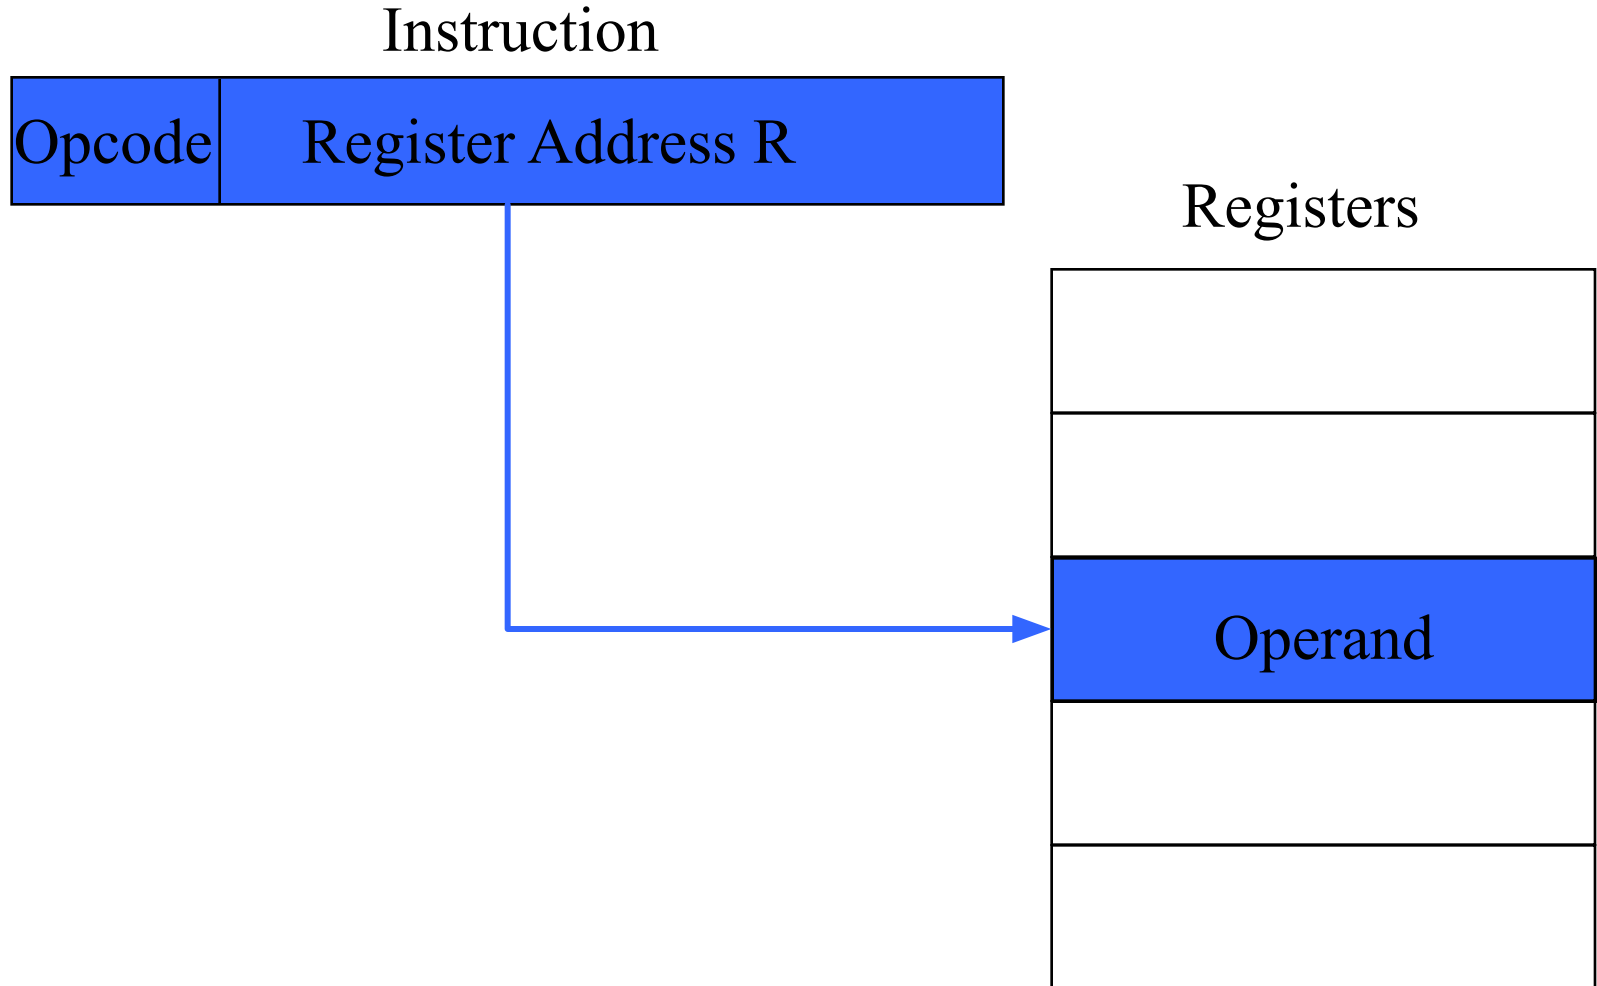 Instruction
Opcode
Register Address R
Registers
Operand